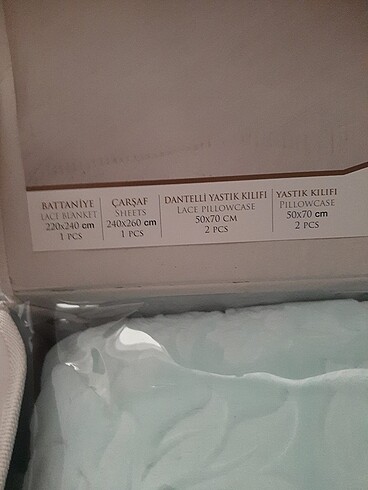 BATTANİYE
LACE BLANKET
220x240 cm
1 PCS
ÇARŞAF
SHEETS
240x260 cm
1 PCS
DANTELLİ YASTIK KILIFI
LACE PILLOWCASE
50x70 CM
2 PCS
YASTIK KILIFI
PILLOWCASE
50x70 cm
2 PCS